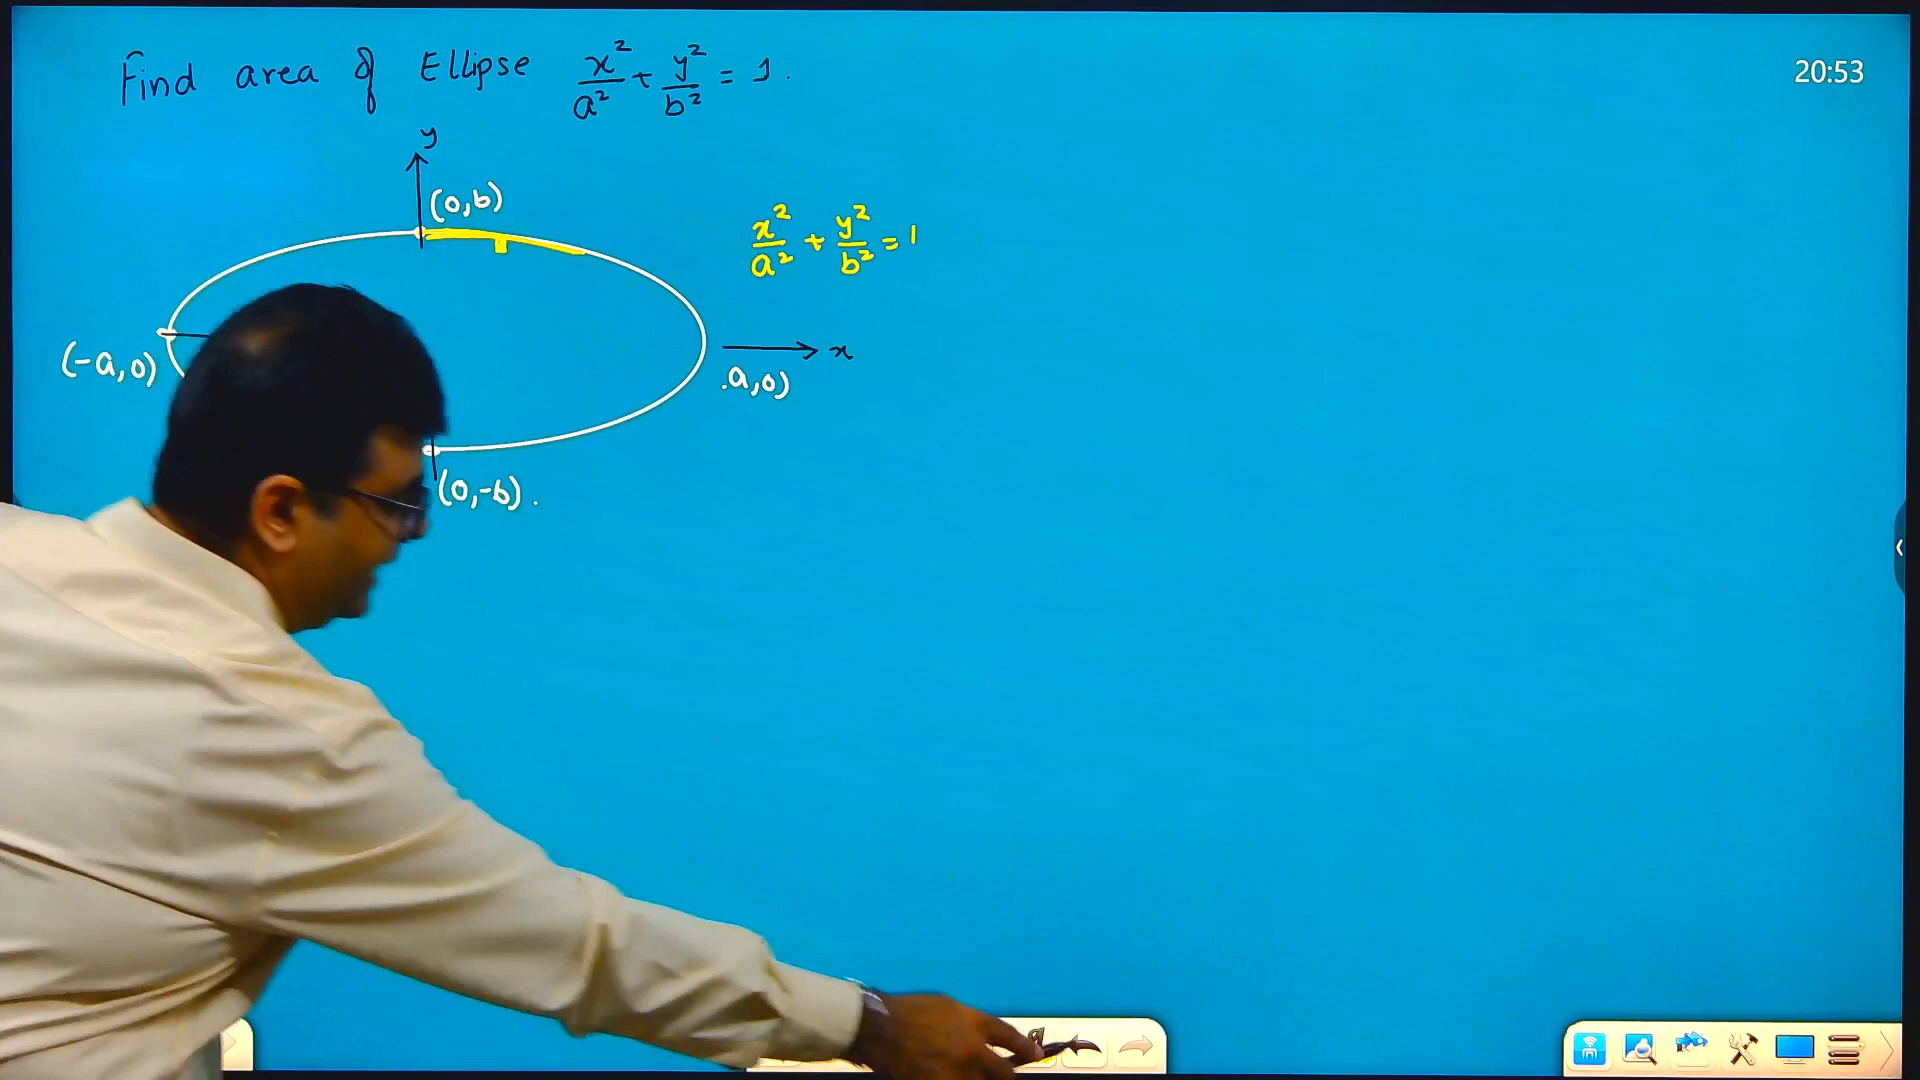 Find area of Ellipse x²/a² + y²/b² = 1.
20:53
y
(0,b)
x²/a² + y²/b² = 1
x
(-a,0)
.a,0)
(0,-b).